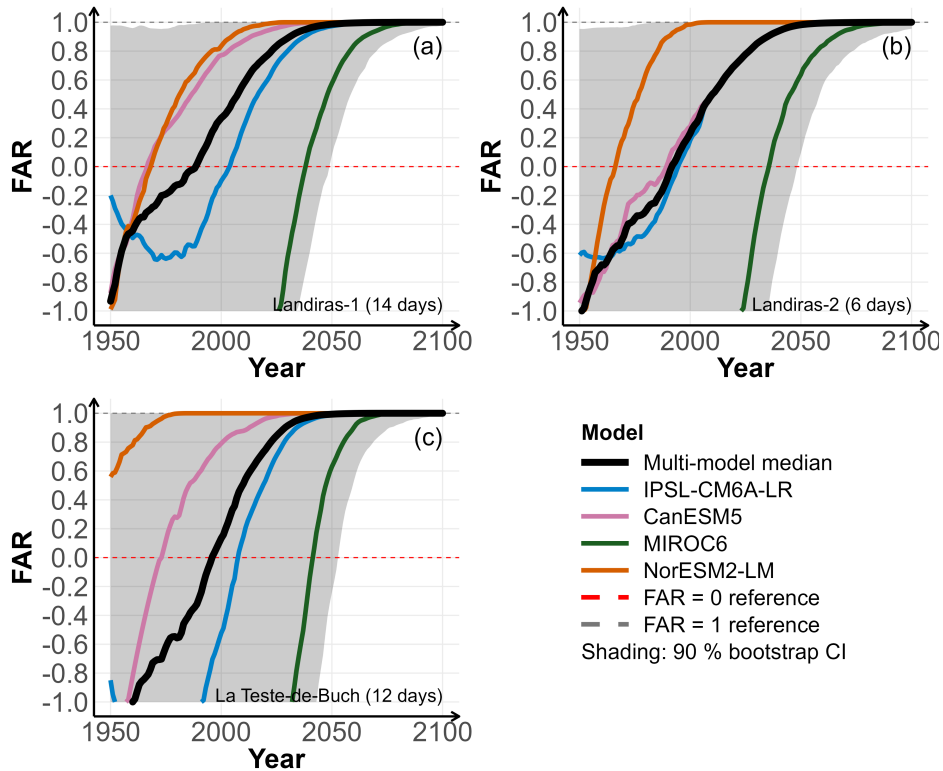 1.0
0.8
0.6
0.4
0.2
0.0
-0.2
-0.4
-0.6
-0.8
-1.0
FAR
(a)
Landiras-1 (14 days)
1950 2000 2050 2100
Year
1.0
0.8
0.6
0.4
0.2
0.0
-0.2
-0.4
-0.6
-0.8
-1.0
FAR
(b)
Landiras-2 (6 days)
1950 2000 2050 2100
Year
1.0
0.8
0.6
0.4
0.2
0.0
-0.2
-0.4
-0.6
-0.8
-1.0
FAR
(c)
La Teste-de-Buch (12 days)
1950 2000 2050 2100
Year
Model
Multi-model median
IPSL-CM6A-LR
CanESM5
MIROC6
NorESM2-LM
FAR = 0 reference
FAR = 1 reference
Shading: 90 % bootstrap CI